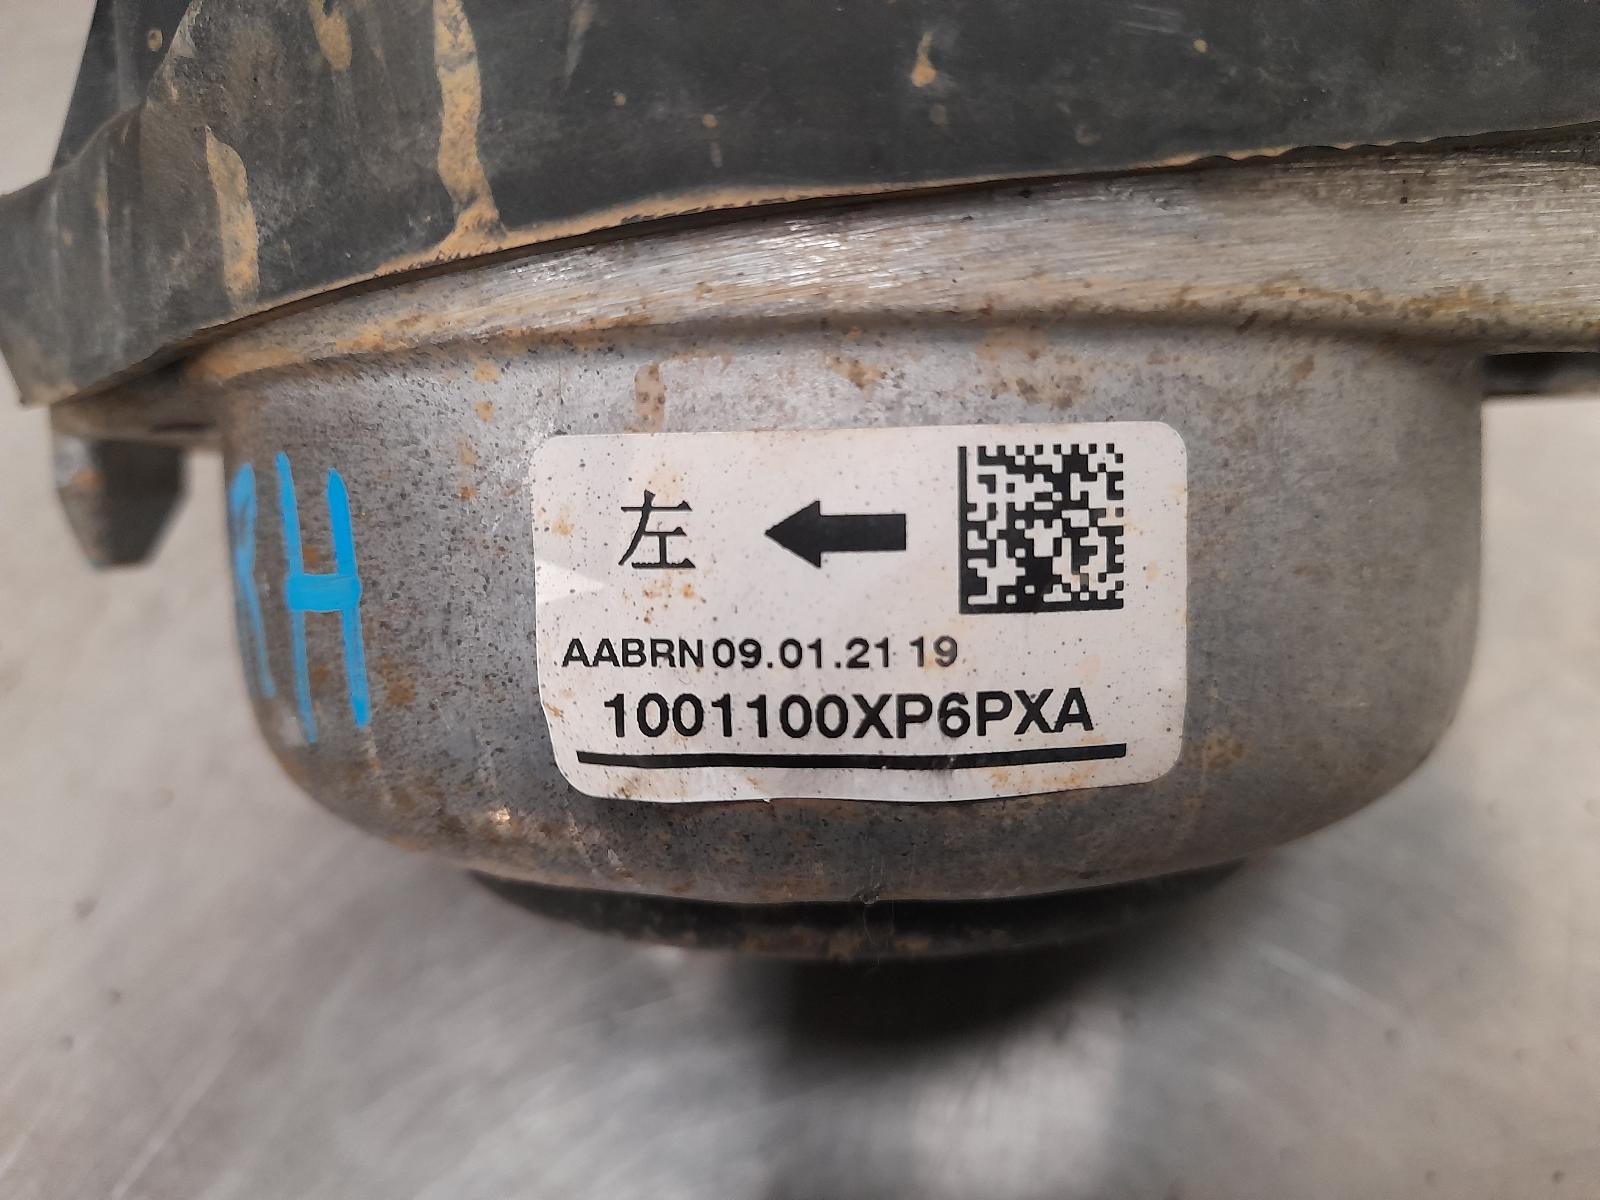 RH
左
AABRN 09.01.21 19
1001100XP6PXA